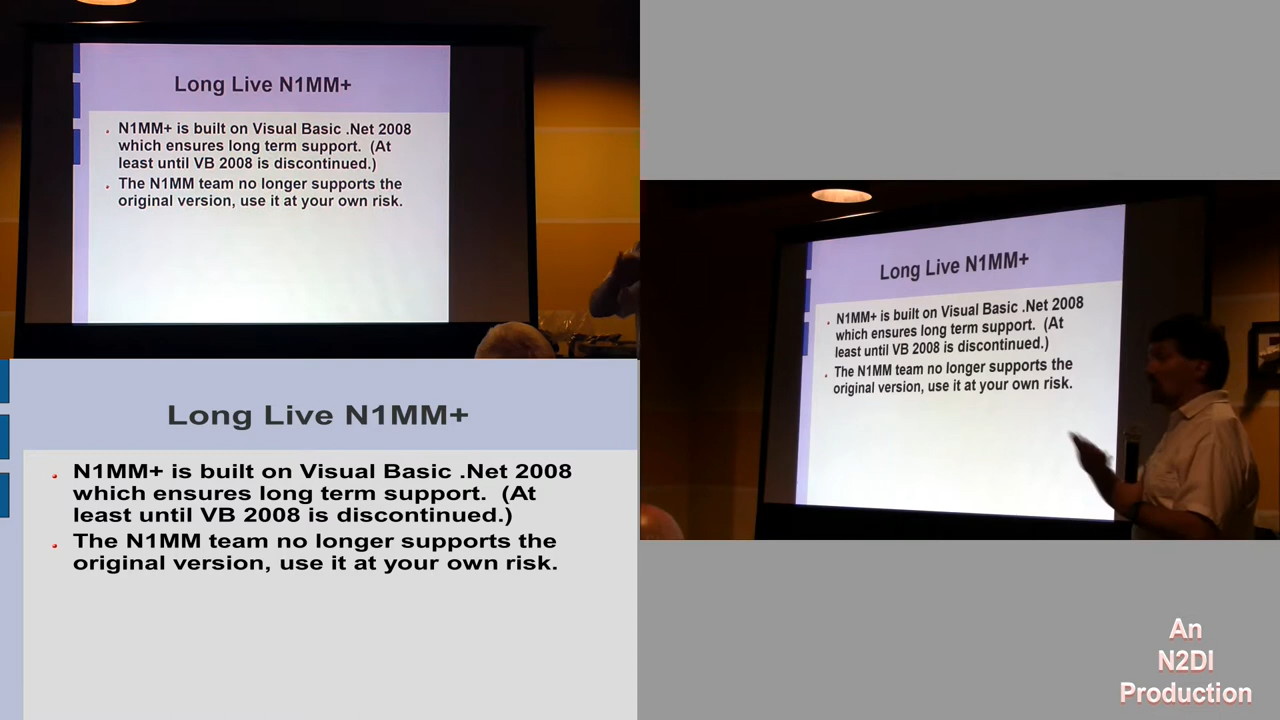 Long Live N1MM+
. N1MM+ is built on Visual Basic .Net 2008
which ensures long term support.  (At
least until VB 2008 is discontinued.)
. The N1MM team no longer supports the
original version, use it at your own risk.
Long Live N1MM+
. N1MM+ is built on Visual Basic .Net 2008
which ensures long term support.  (At
least until VB 2008 is discontinued.)
. The N1MM team no longer supports the
original version, use it at your own risk.
Long Live N1MM+
. N1MM+ is built on Visual Basic .Net 2008
which ensures long term support.  (At
least until VB 2008 is discontinued.)
. The N1MM team no longer supports the
original version, use it at your own risk.
An
N2DI
Production